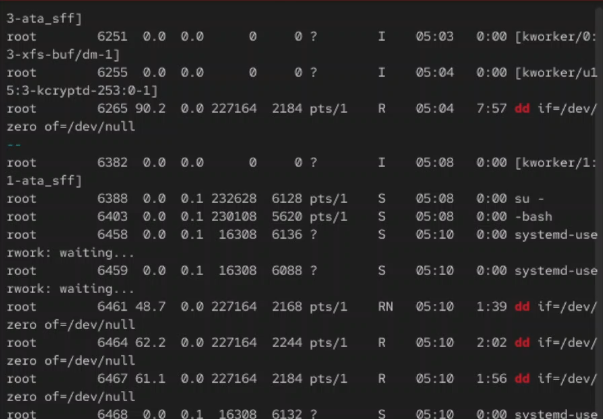 3-ata_sff]
root        6251  0.0  0.0      0     0 ?        I    05:03   0:00 [kworker/0:
3-xfs-buf/dm-1]
root        6255  0.0  0.0      0     0 ?        I    05:04   0:00 [kworker/u1
5:3-kcryptd-253:0-1]
root        6265 90.2  0.0 227164  2184 pts/1    R    05:04   7:57 dd if=/dev/
zero of=/dev/null
--
root        6382  0.0  0.0      0     0 ?        I    05:08   0:00 [kworker/1:
1-ata_sff]
root        6388  0.0  0.1 232628  6128 pts/1    S    05:08   0:00 su -
root        6403  0.0  0.1 230108  5620 pts/1    S    05:08   0:00 -bash
root        6458  0.0  0.1  16308  6136 ?        S    05:10   0:00 systemd-use
rwork: waiting...
root        6459  0.0  0.1  16308  6088 ?        S    05:10   0:00 systemd-use
rwork: waiting...
root        6461 48.7  0.0 227164  2168 pts/1    RN   05:10   1:39 dd if=/dev/
zero of=/dev/null
root        6464 62.2  0.0 227164  2244 pts/1    R    05:10   2:02 dd if=/dev/
zero of=/dev/null
root        6467 61.1  0.0 227164  2184 pts/1    R    05:10   1:56 dd if=/dev/
zero of=/dev/null
root        6468  0.0  0.1  16308  6132 ?        S    05:10   0:00 systemd-use